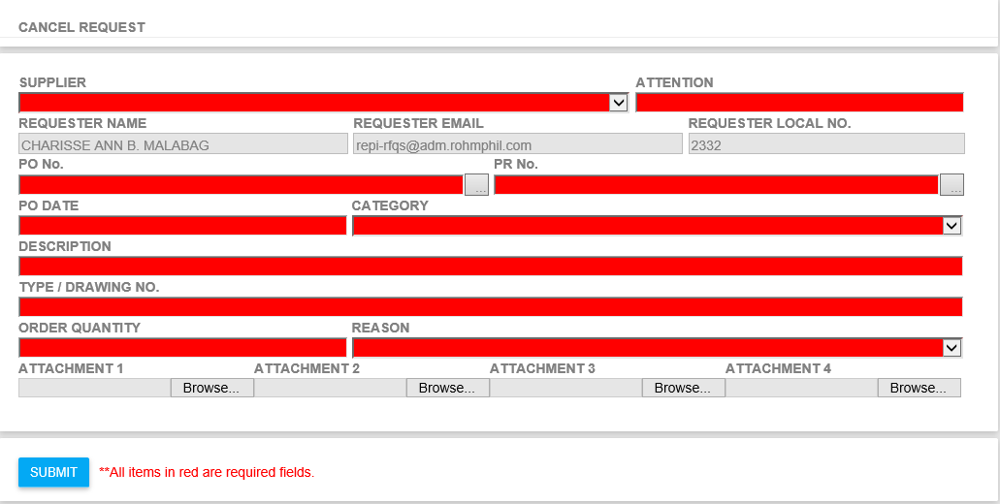 CANCEL REQUEST
SUPPLIER ATTENTION
REQUESTER NAME REQUESTER EMAIL REQUESTER LOCAL NO.
CHARISSE ANN B. MALABAG repi-rfqs@adm.rohmphil.com 2332
PO No. PR No.
... ...
PO DATE CATEGORY
DESCRIPTION
TYPE / DRAWING NO.
ORDER QUANTITY REASON
ATTACHMENT 1 ATTACHMENT 2 ATTACHMENT 3 ATTACHMENT 4
Browse... Browse... Browse... Browse...
SUBMIT **All items in red are required fields.